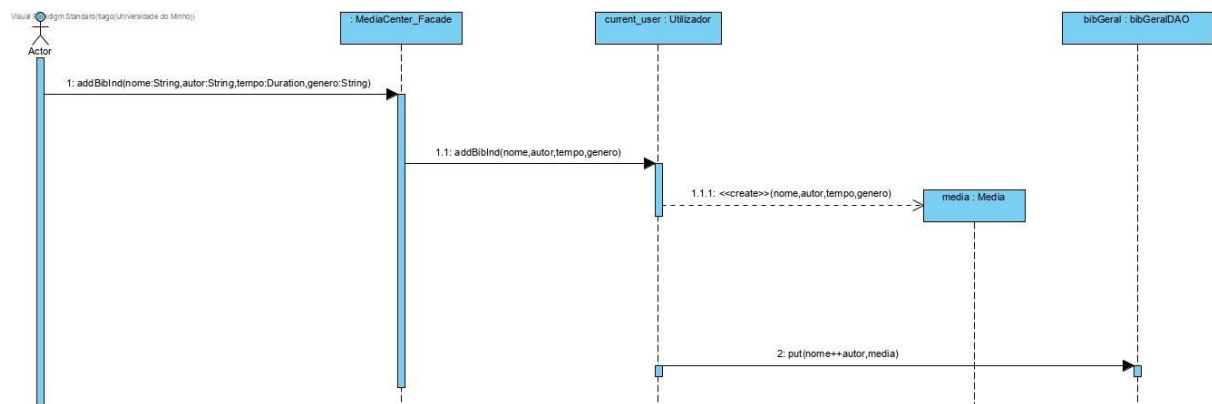 Visual Paradigm Standard(tiago(Universidade do Minho))
Actor
: MediaCenter_Facade
current_user : Utilizador
bibGeral : bibGeralDAO
1: addBibInd(nome:String,autor:String,tempo:Duration,genero:String)
1.1: addBibInd(nome,autor,tempo,genero)
1.1.1: <<create>>(nome,autor,tempo,genero)
media : Media
2: put(nome++autor,media)